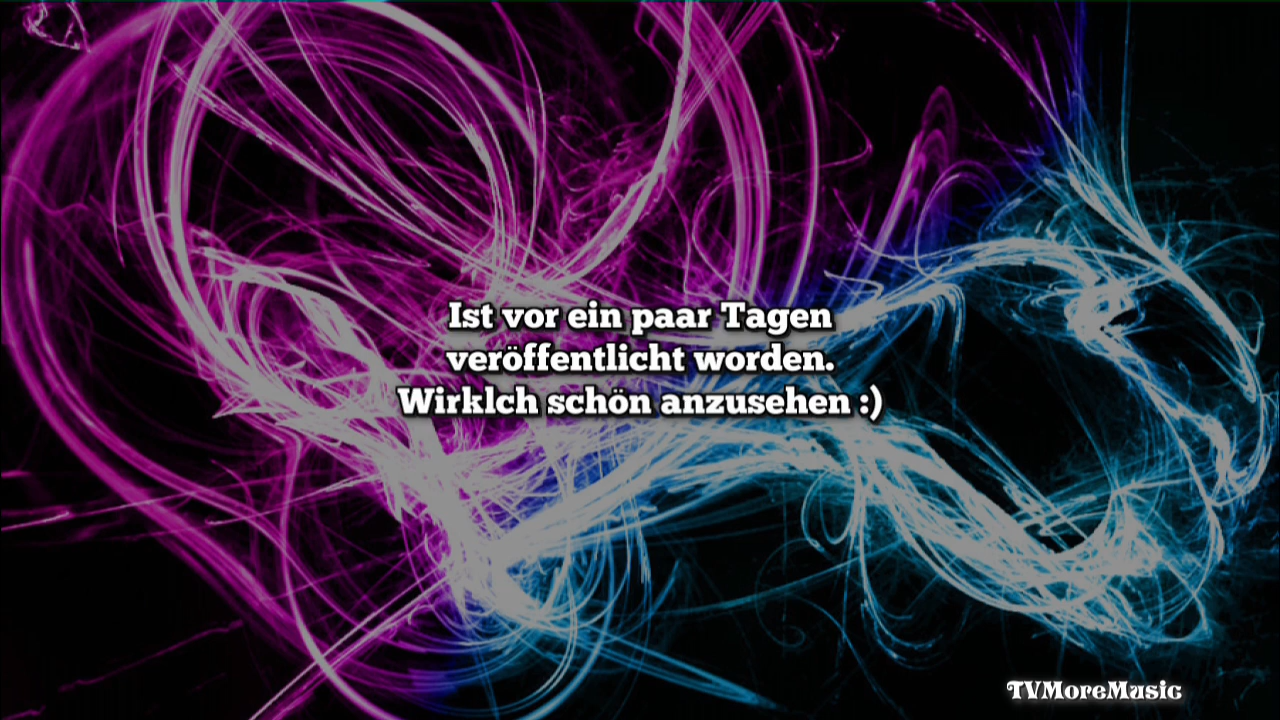 Ist vor ein paar Tagen
veröffentlicht worden.
Wirklch schön anzusehen :)
TVMoreMusic